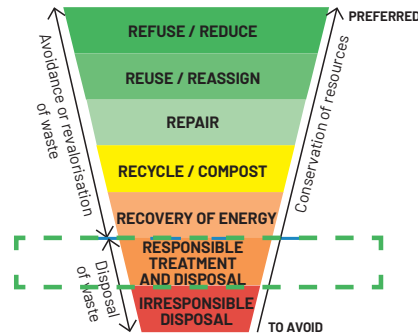 PREFERRED
REFUSE / REDUCE
REUSE / REASSIGN
REPAIR
RECYCLE / COMPOST
RECOVERY OF ENERGY
RESPONSIBLE
TREATMENT
AND DISPOSAL
IRRESPONSIBLE
DISPOSAL
TO AVOID
Avoidance or revalorisation
of waste
Disposal
of waste
Conservation of resources